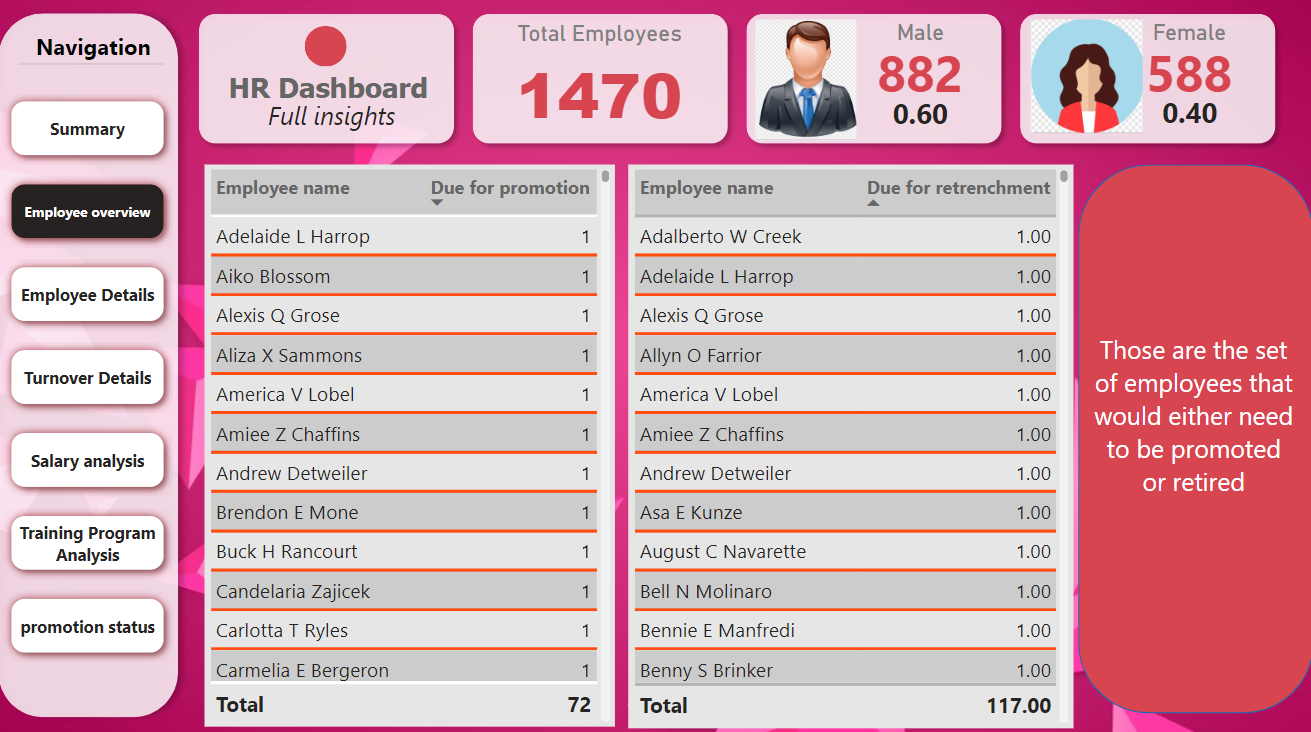 Navigation
Summary
Employee overview
Employee Details
Turnover Details
Salary analysis
Training Program
Analysis
promotion status
HR Dashboard
Full insights
Total Employees
1470
Male
882
0.60
Female
588
0.40
Employee name Due for promotion
Adelaide L Harrop 1
Aiko Blossom 1
Alexis Q Grose 1
Aliza X Sammons 1
America V Lobel 1
Amiee Z Chaffins 1
Andrew Detweiler 1
Brendon E Mone 1
Buck H Rancourt 1
Candelaria Zajicek 1
Carlotta T Ryles 1
Carmelia E Bergeron 1
Total 72
Employee name Due for retrenchment
Adalberto W Creek 1.00
Adelaide L Harrop 1.00
Alexis Q Grose 1.00
Allyn O Farrior 1.00
America V Lobel 1.00
Amiee Z Chaffins 1.00
Andrew Detweiler 1.00
Asa E Kunze 1.00
August C Navarette 1.00
Bell N Molinaro 1.00
Bennie E Manfredi 1.00
Benny S Brinker 1.00
Total 117.00
Those are the set
of employees that
would either need
to be promoted
or retired